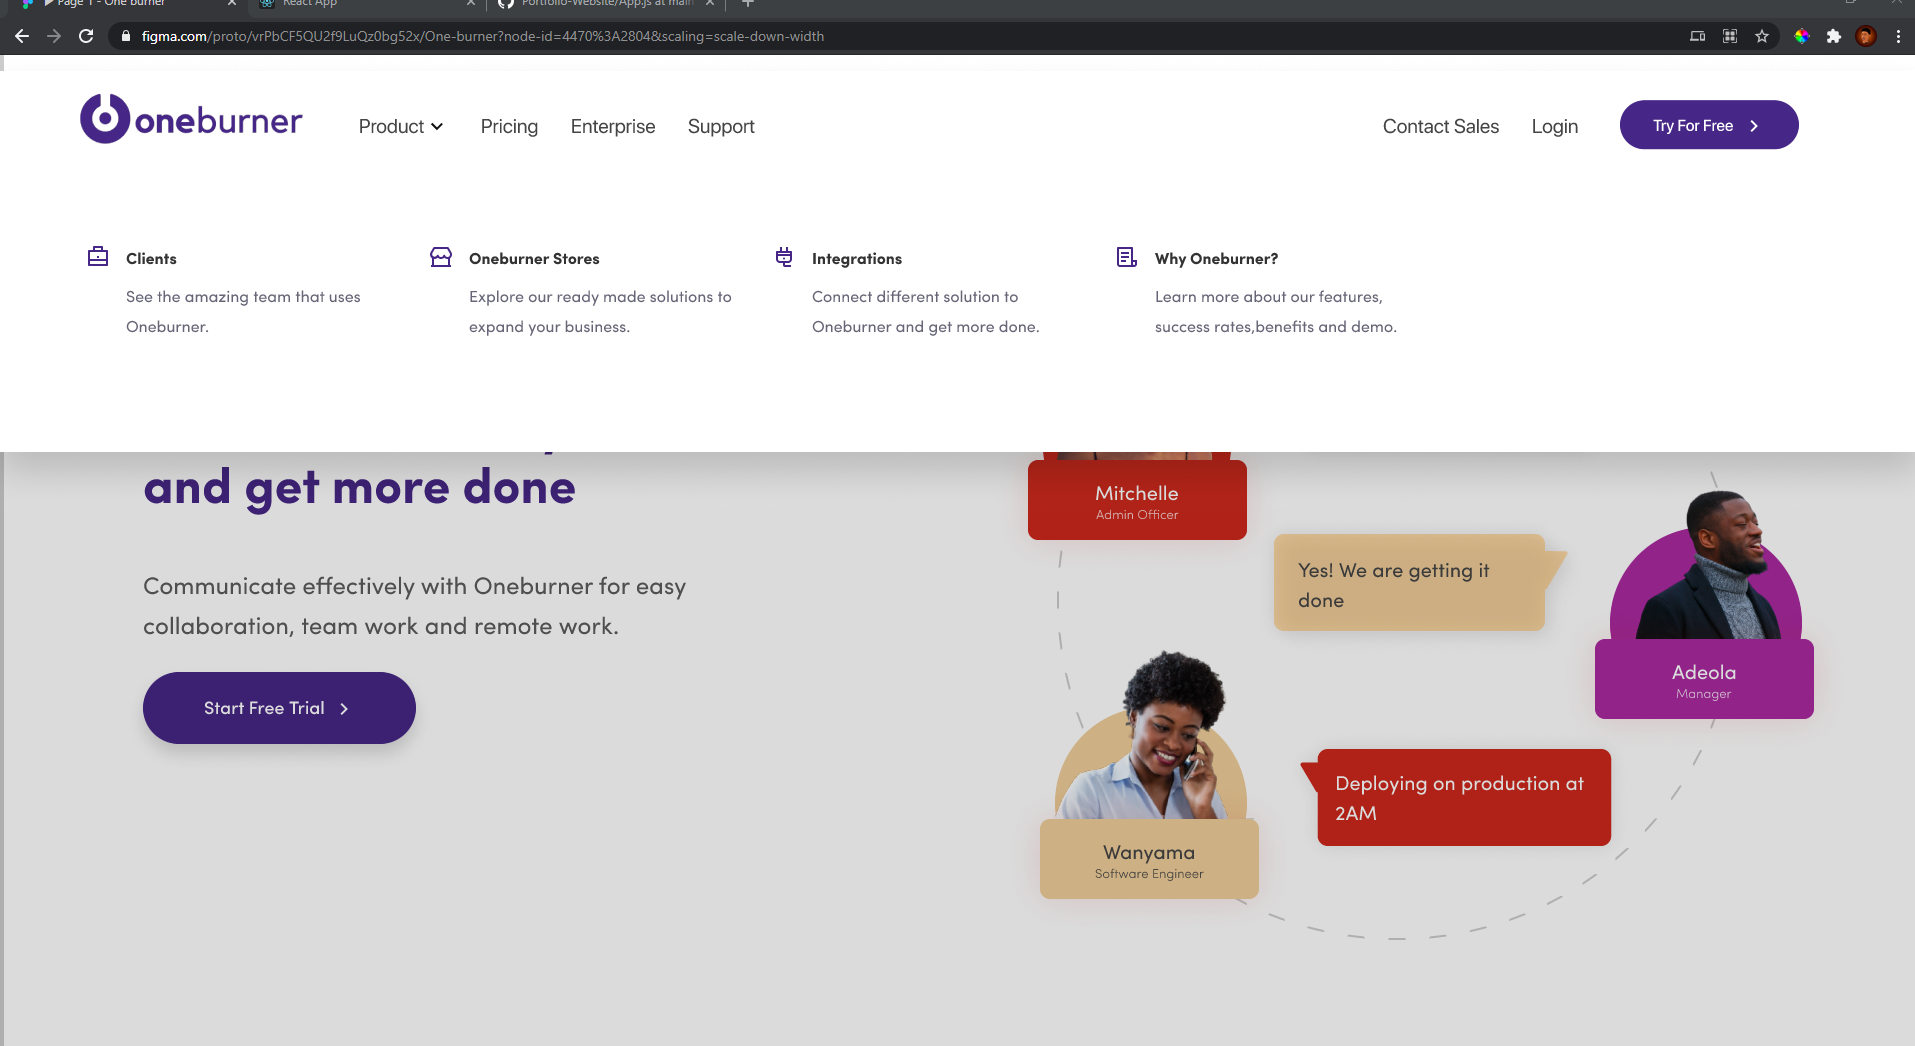 Page 1 - One burner
React App
Portfolio-Website/App.js at main
figma.com/proto/vrPbCF5QU2f9LuQz0bg52x/One-burner?node-id=4470%3A2804&scaling=scale-down-width
oneburner
Product
Pricing
Enterprise
Support
Contact Sales
Login
Try For Free
Clients
See the amazing team that uses
Oneburner.
Oneburner Stores
Explore our ready made solutions to
expand your business.
Integrations
Connect different solution to
Oneburner and get more done.
Why Oneburner?
Learn more about our features,
success rates,benefits and demo.
and get more done
Communicate effectively with Oneburner for easy
collaboration, team work and remote work.
Start Free Trial
Mitchelle
Admin Officer
Yes! We are getting it
done
Adeola
Manager
Deploying on production at
2AM
Wanyama
Software Engineer